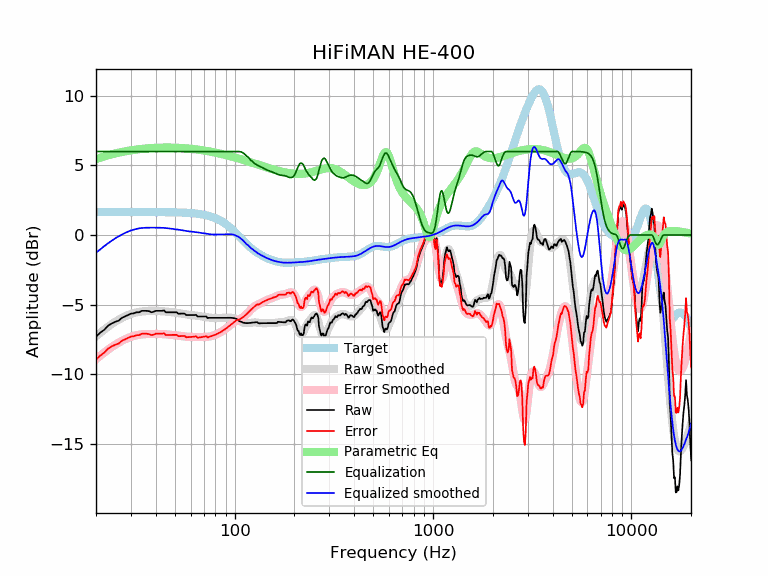 HiFiMAN HE-400
10
5
0
−5
−10
−15
Amplitude (dBr)
Target
Raw Smoothed
Error Smoothed
Raw
Error
Parametric Eq
Equalization
Equalized smoothed
100
1000
10000
Frequency (Hz)